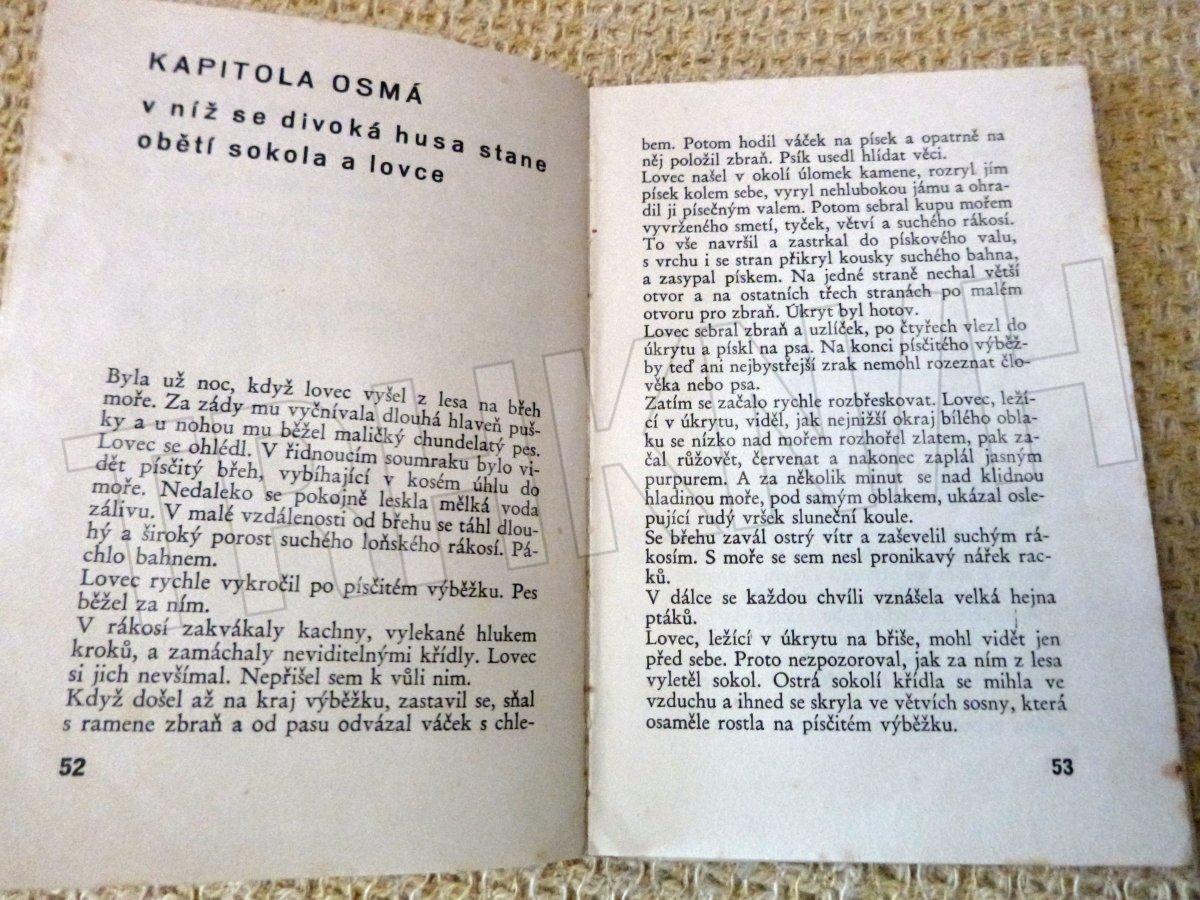 KAPITOLA OSMÁ
v níž se divoká husa stane
obětí sokola a lovce
Byla už noc, když lovec vyšel z lesa na břeh
moře. Za zády mu vyčnívala dlouhá hlaveň puš-
ky a u nohou mu běžel maličký chundelatý pes.
Lovec se ohlédl. V řidnoucím soumraku bylo vi-
dět písčitý břeh, vybíhající v kosém úhlu do
moře. Nedaleko se pokojně leskla mělká voda
zálivu. V malé vzdálenosti od břehu se táhl dlou-
hý a široký porost suchého loňského rákosí. Pá-
chlo bahnem.
Lovec rychle vykročil po písčitém výběžku. Pes
běžel za ním.
V rákosí zakvákaly kachny, vylekané hlukem
kroků, a zamáchaly neviditelnými křídly. Lovec
si jich nevšímal. Nepřišel sem k vůli nim.
Když došel až na kraj výběžku, zastavil se, sňal
s ramene zbraň a od pasu odvázal váček s chle-
52
bem. Potom hodil váček na písek a opatrně na
něj položil zbraň. Psík usedl hlídat věci.
Lovec našel v okolí úlomek kamene, rozryl jím
písek kolem sebe, vyryl nehlubokou jámu a ohra-
dil ji písečným valem. Potom sebral kupu mořem
vyvrženého smetí, tyček, větví a suchého rákosí.
To vše navršil a zastrkal do pískového valu,
s vrchu i se stran přikryl kousky suchého bahna,
a zasypal pískem. Na jedné straně nechal větší
otvor a na ostatních třech stranách po malém
otvoru pro zbraň. Úkryt byl hotov.
Lovec sebral zbraň a uzlíček, po čtyřech vlezl do
úkrytu a pískl na psa. Na konci písčitého výběž-
by teď ani nejbystřejší zrak nemohl rozeznat člo-
věka nebo psa.
Zatím se začalo rychle rozbřeskovat. Lovec, leží-
cí v úkrytu, viděl, jak nejnižší okraj bílého obla-
ku se nízko nad mořem rozhořel zlatem, pak za-
čal růžovět, červenat a nakonec zaplál jasným
purpurem. A za několik minut se nad klidnou
hladinou moře, pod samým oblakem, ukázal osle-
pující rudý vršek sluneční koule.
Se břehu zavál ostrý vítr a zaševelil suchým rá-
kosím. S moře se sem nesl pronikavý nářek rac-
ků.
V dálce se každou chvíli vznášela velká hejna
ptáků.
Lovec, ležící v úkrytu na břiše, mohl vidět jen
před sebe. Proto nezpozoroval, jak za ním z lesa
vyletěl sokol. Ostrá sokolí křídla se mihla ve
vzduchu a ihned se skryla ve větvích sosny, která
osaměle rostla na písčitém výběžku.
53
TRHKNIH